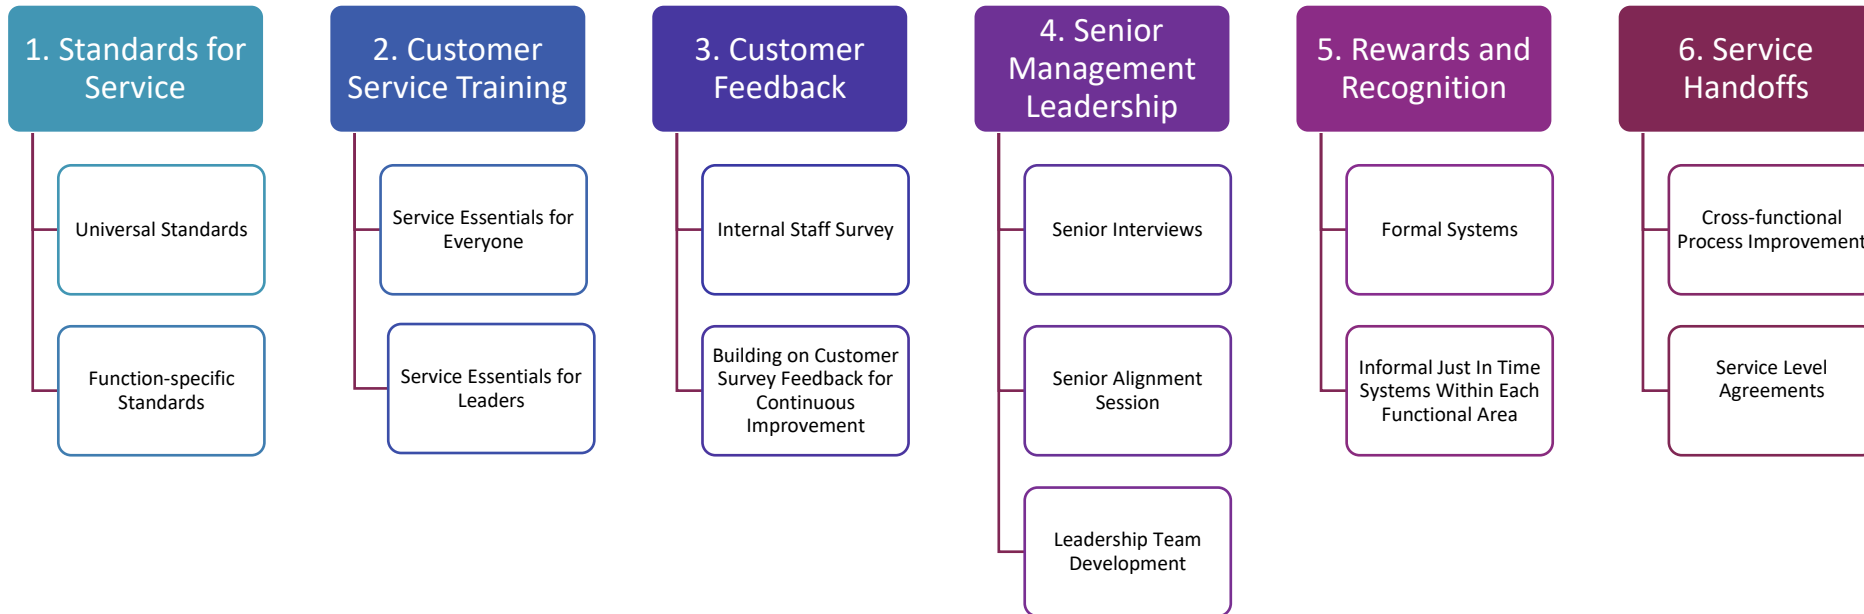 1. Standards for
Service
Universal Standards
Function-specific
Standards
2. Customer
Service Training
Service Essentials for
Everyone
Service Essentials for
Leaders
3. Customer
Feedback
Internal Staff Survey
Building on Customer
Survey Feedback for
Continuous
Improvement
4. Senior
Management
Leadership
Senior Interviews
Senior Alignment
Session
Leadership Team
Development
5. Rewards and
Recognition
Formal Systems
Informal Just In Time
Systems Within Each
Functional Area
6. Service
Handoffs
Cross-functional
Process Improvement
Service Level
Agreements